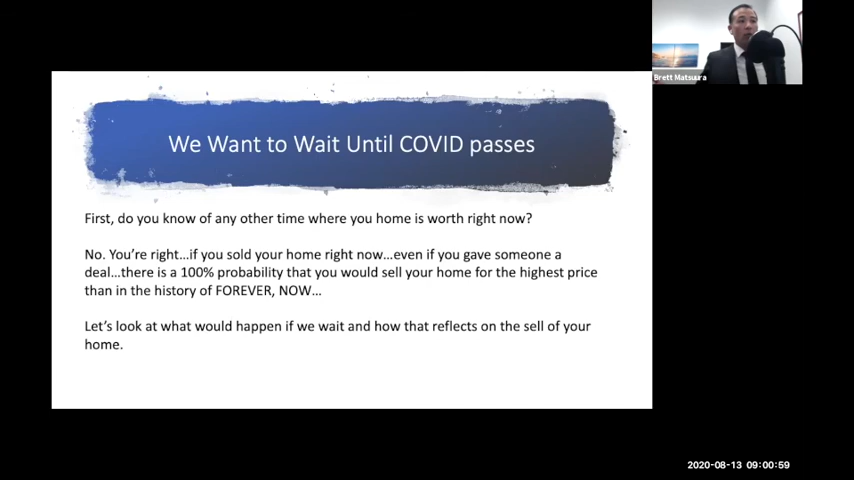 Brett Matsuura
We Want to Wait Until COVID passes
First, do you know of any other time where you home is worth right now?
No. You're right...if you sold your home right now...even if you gave someone a
deal...there is a 100% probability that you would sell your home for the highest price
than in the history of FOREVER, NOW...
Let's look at what would happen if we wait and how that reflects on the sell of your
home.
2020-08-13 09:00:59